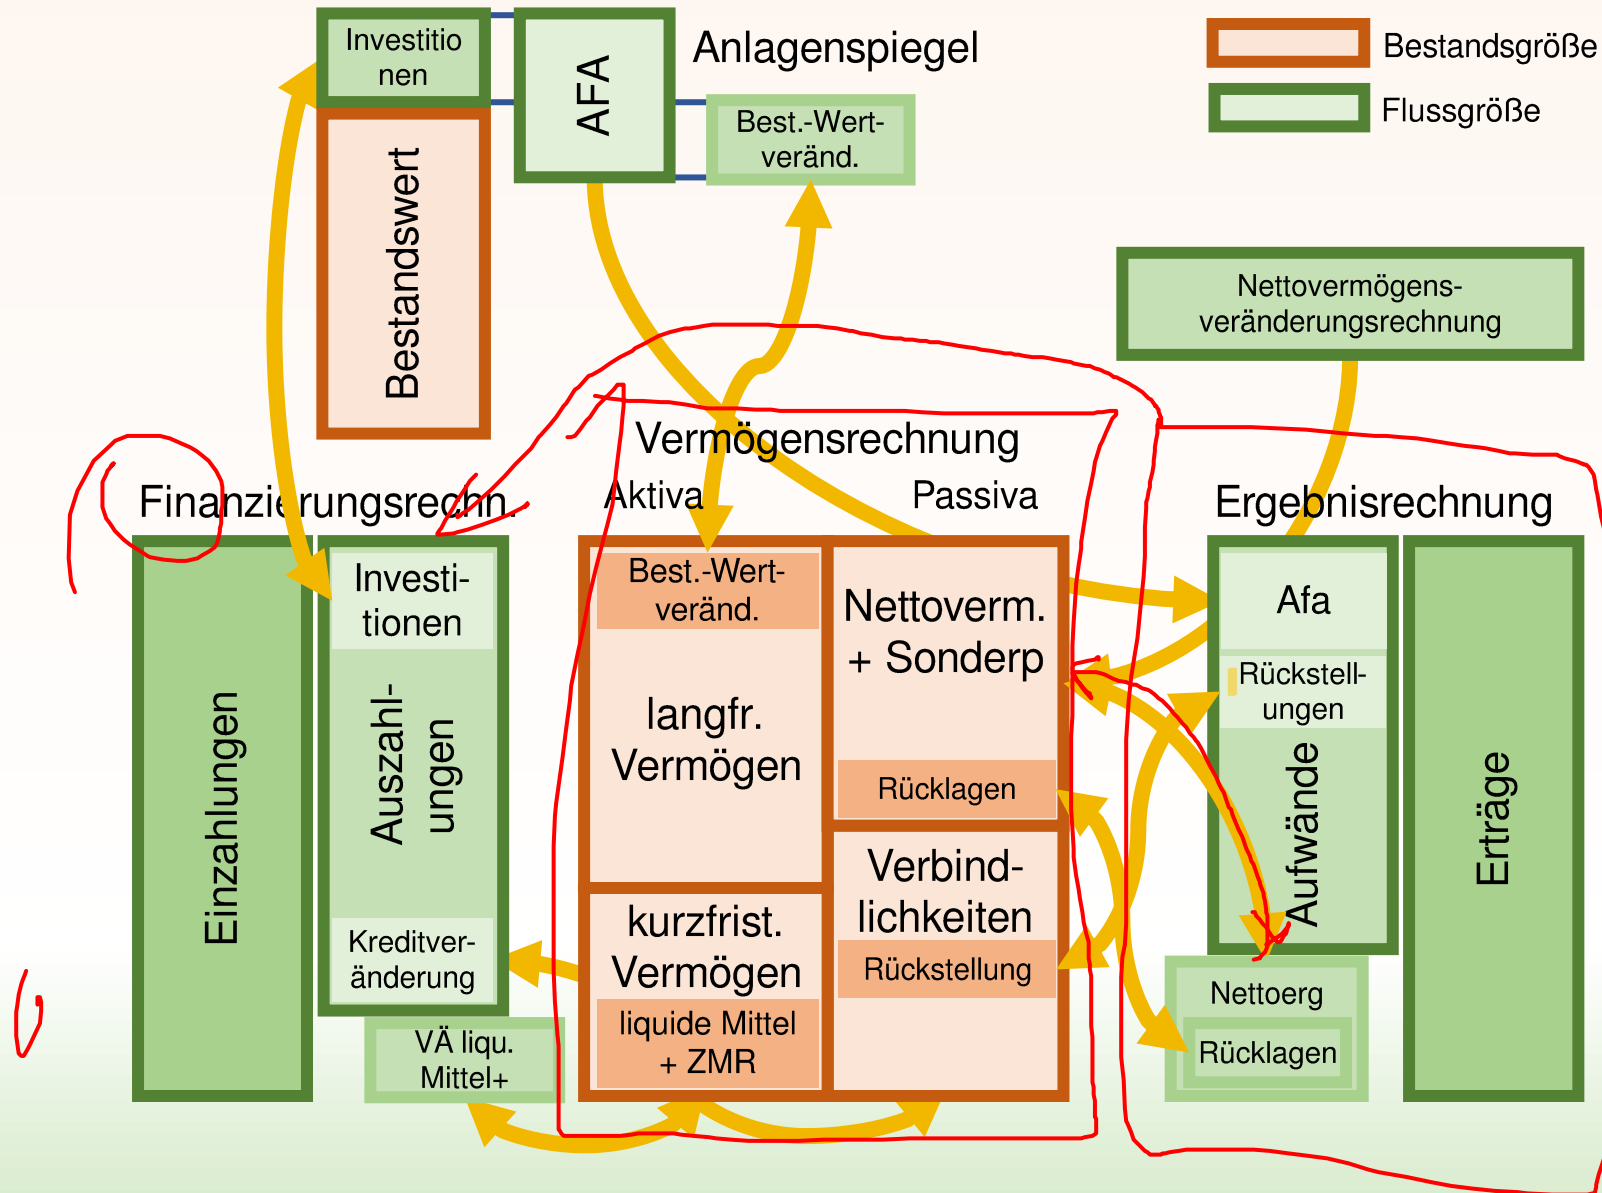 Investitio
nen
AFA
Anlagenspiegel
Bestandsgröße
Flussgröße
Best.-Wert-
veränd.
Bestandswert
Nettovermögens-
veränderungsrechnung
Vermögensrechnung
Finanzierungsrechn.
Aktiva
Passiva
Ergebnisrechnung
Einzahlungen
Investi-
tionen
Auszahl-
ungen
Kreditver-
änderung
VÄ liqu.
Mittel+
Best.-Wert-
veränd.
langfr.
Vermögen
kurzfrist.
Vermögen
liquide Mittel
+ ZMR
Nettoverm.
+ Sonderp
Rücklagen
Verbind-
lichkeiten
Rückstellung
Afa
Rückstell-
ungen
Aufwände
Nettoerg
Rücklagen
Erträge